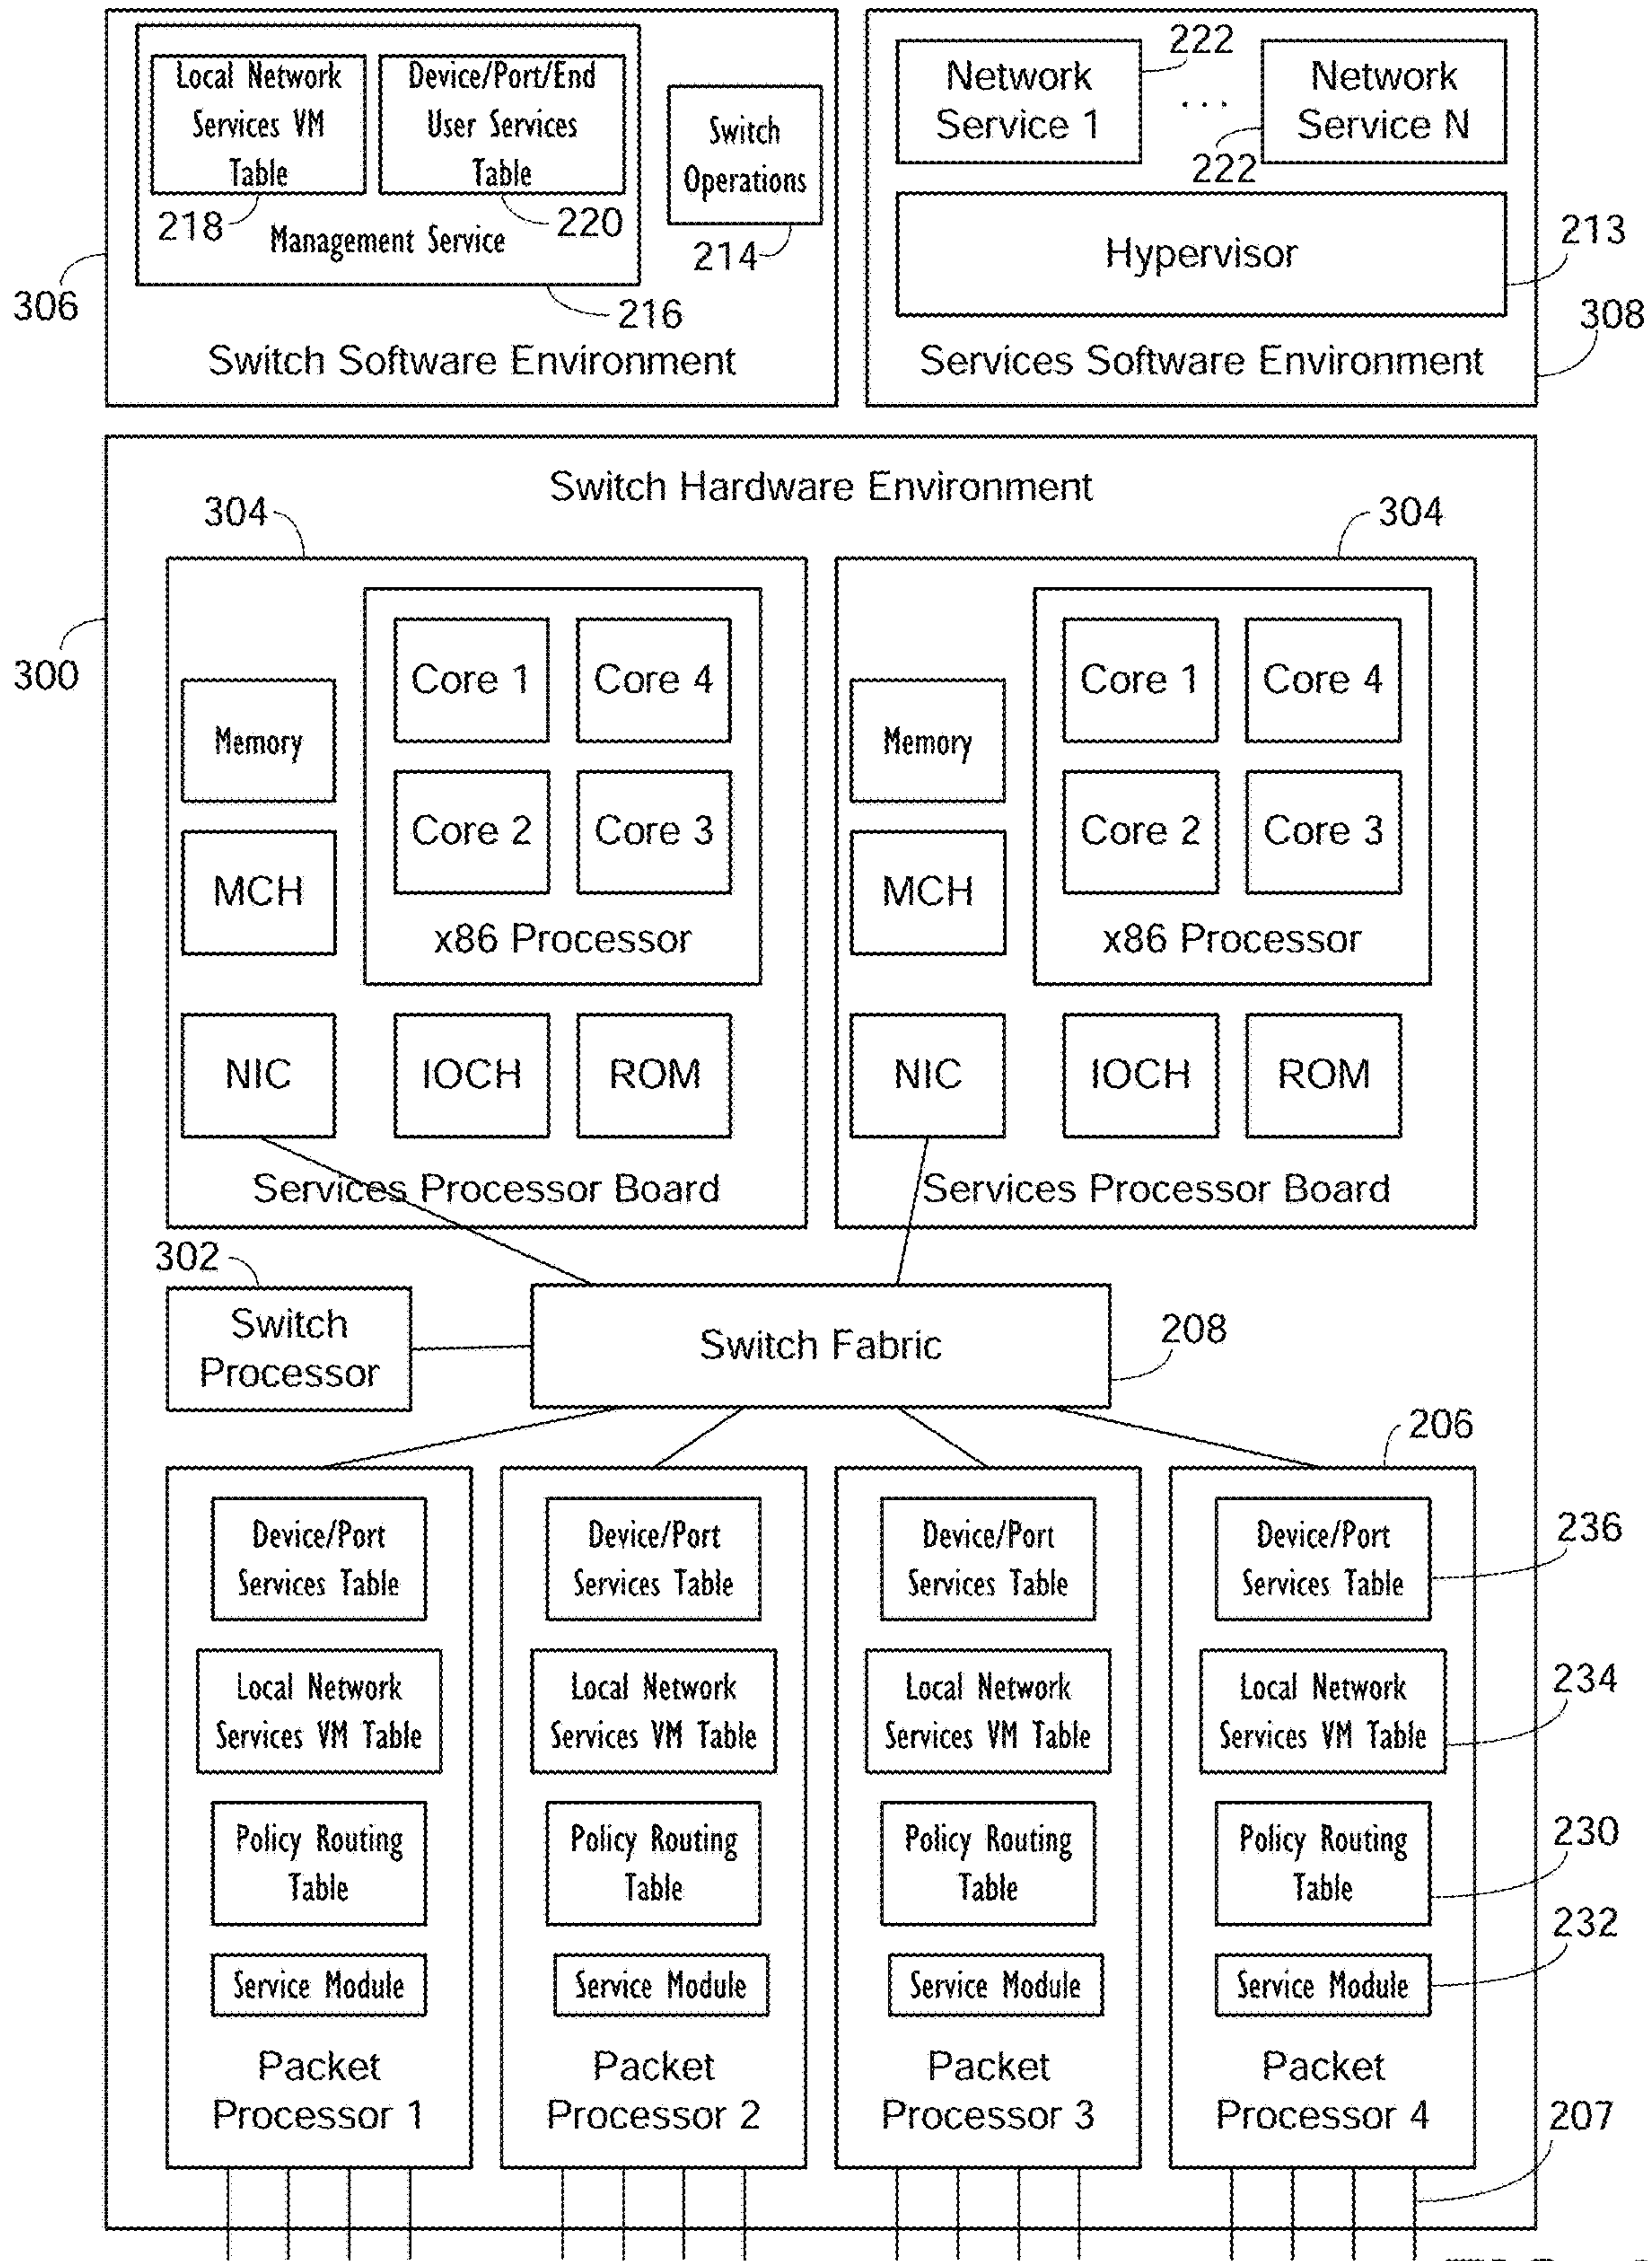 Local Network
Services VM
Table
Device/Port/End
User Services
Table
Switch
Operations
218
220
214
Management Service
216
306
Switch Software Environment
Network
Service 1
222
. . .
222
Network
Service N
Hypervisor
213
308
Services Software Environment
Switch Hardware Environment
304
304
300
Core 1
Core 4
Memory
Core 2
Core 3
MCH
x86 Processor
NIC
IOCH
ROM
Services Processor Board
Core 1
Core 4
Memory
Core 2
Core 3
MCH
x86 Processor
NIC
IOCH
ROM
Services Processor Board
302
Switch
Processor
Switch Fabric
208
206
Device/Port
Services Table
Local Network
Services VM Table
Policy Routing
Table
Service Module
Packet
Processor 1
Device/Port
Services Table
Local Network
Services VM Table
Policy Routing
Table
Service Module
Packet
Processor 2
Device/Port
Services Table
Local Network
Services VM Table
Policy Routing
Table
Service Module
Packet
Processor 3
Device/Port
Services Table
Local Network
Services VM Table
Policy Routing
Table
Service Module
Packet
Processor 4
236
234
230
232
207